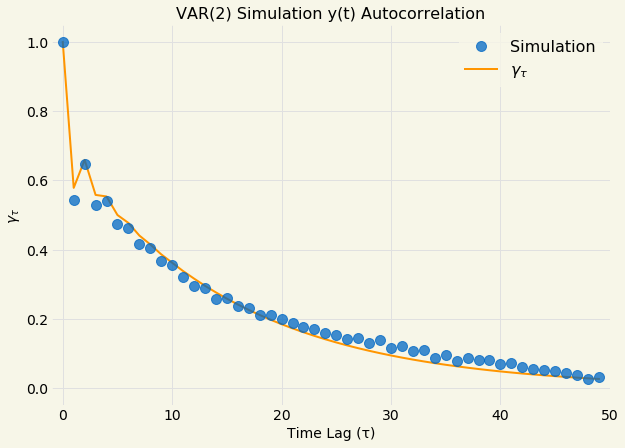 VAR(2) Simulation y(t) Autocorrelation
Simulation
γτ
1.0
0.8
0.6
0.4
0.2
0.0
γτ
0
10
20
30
40
50
Time Lag (τ)